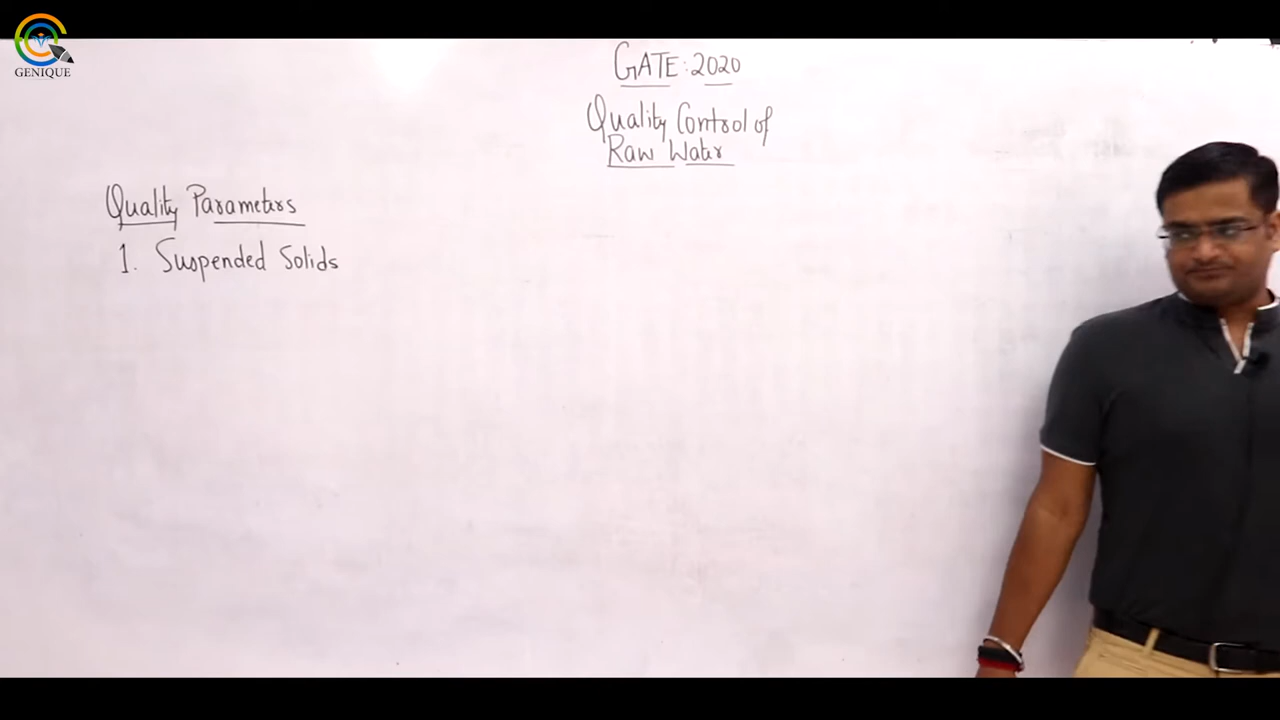 GENIQUE
GATE: 2020
Quality Control of
Raw Water
Quality Parameters
1. Suspended Solids